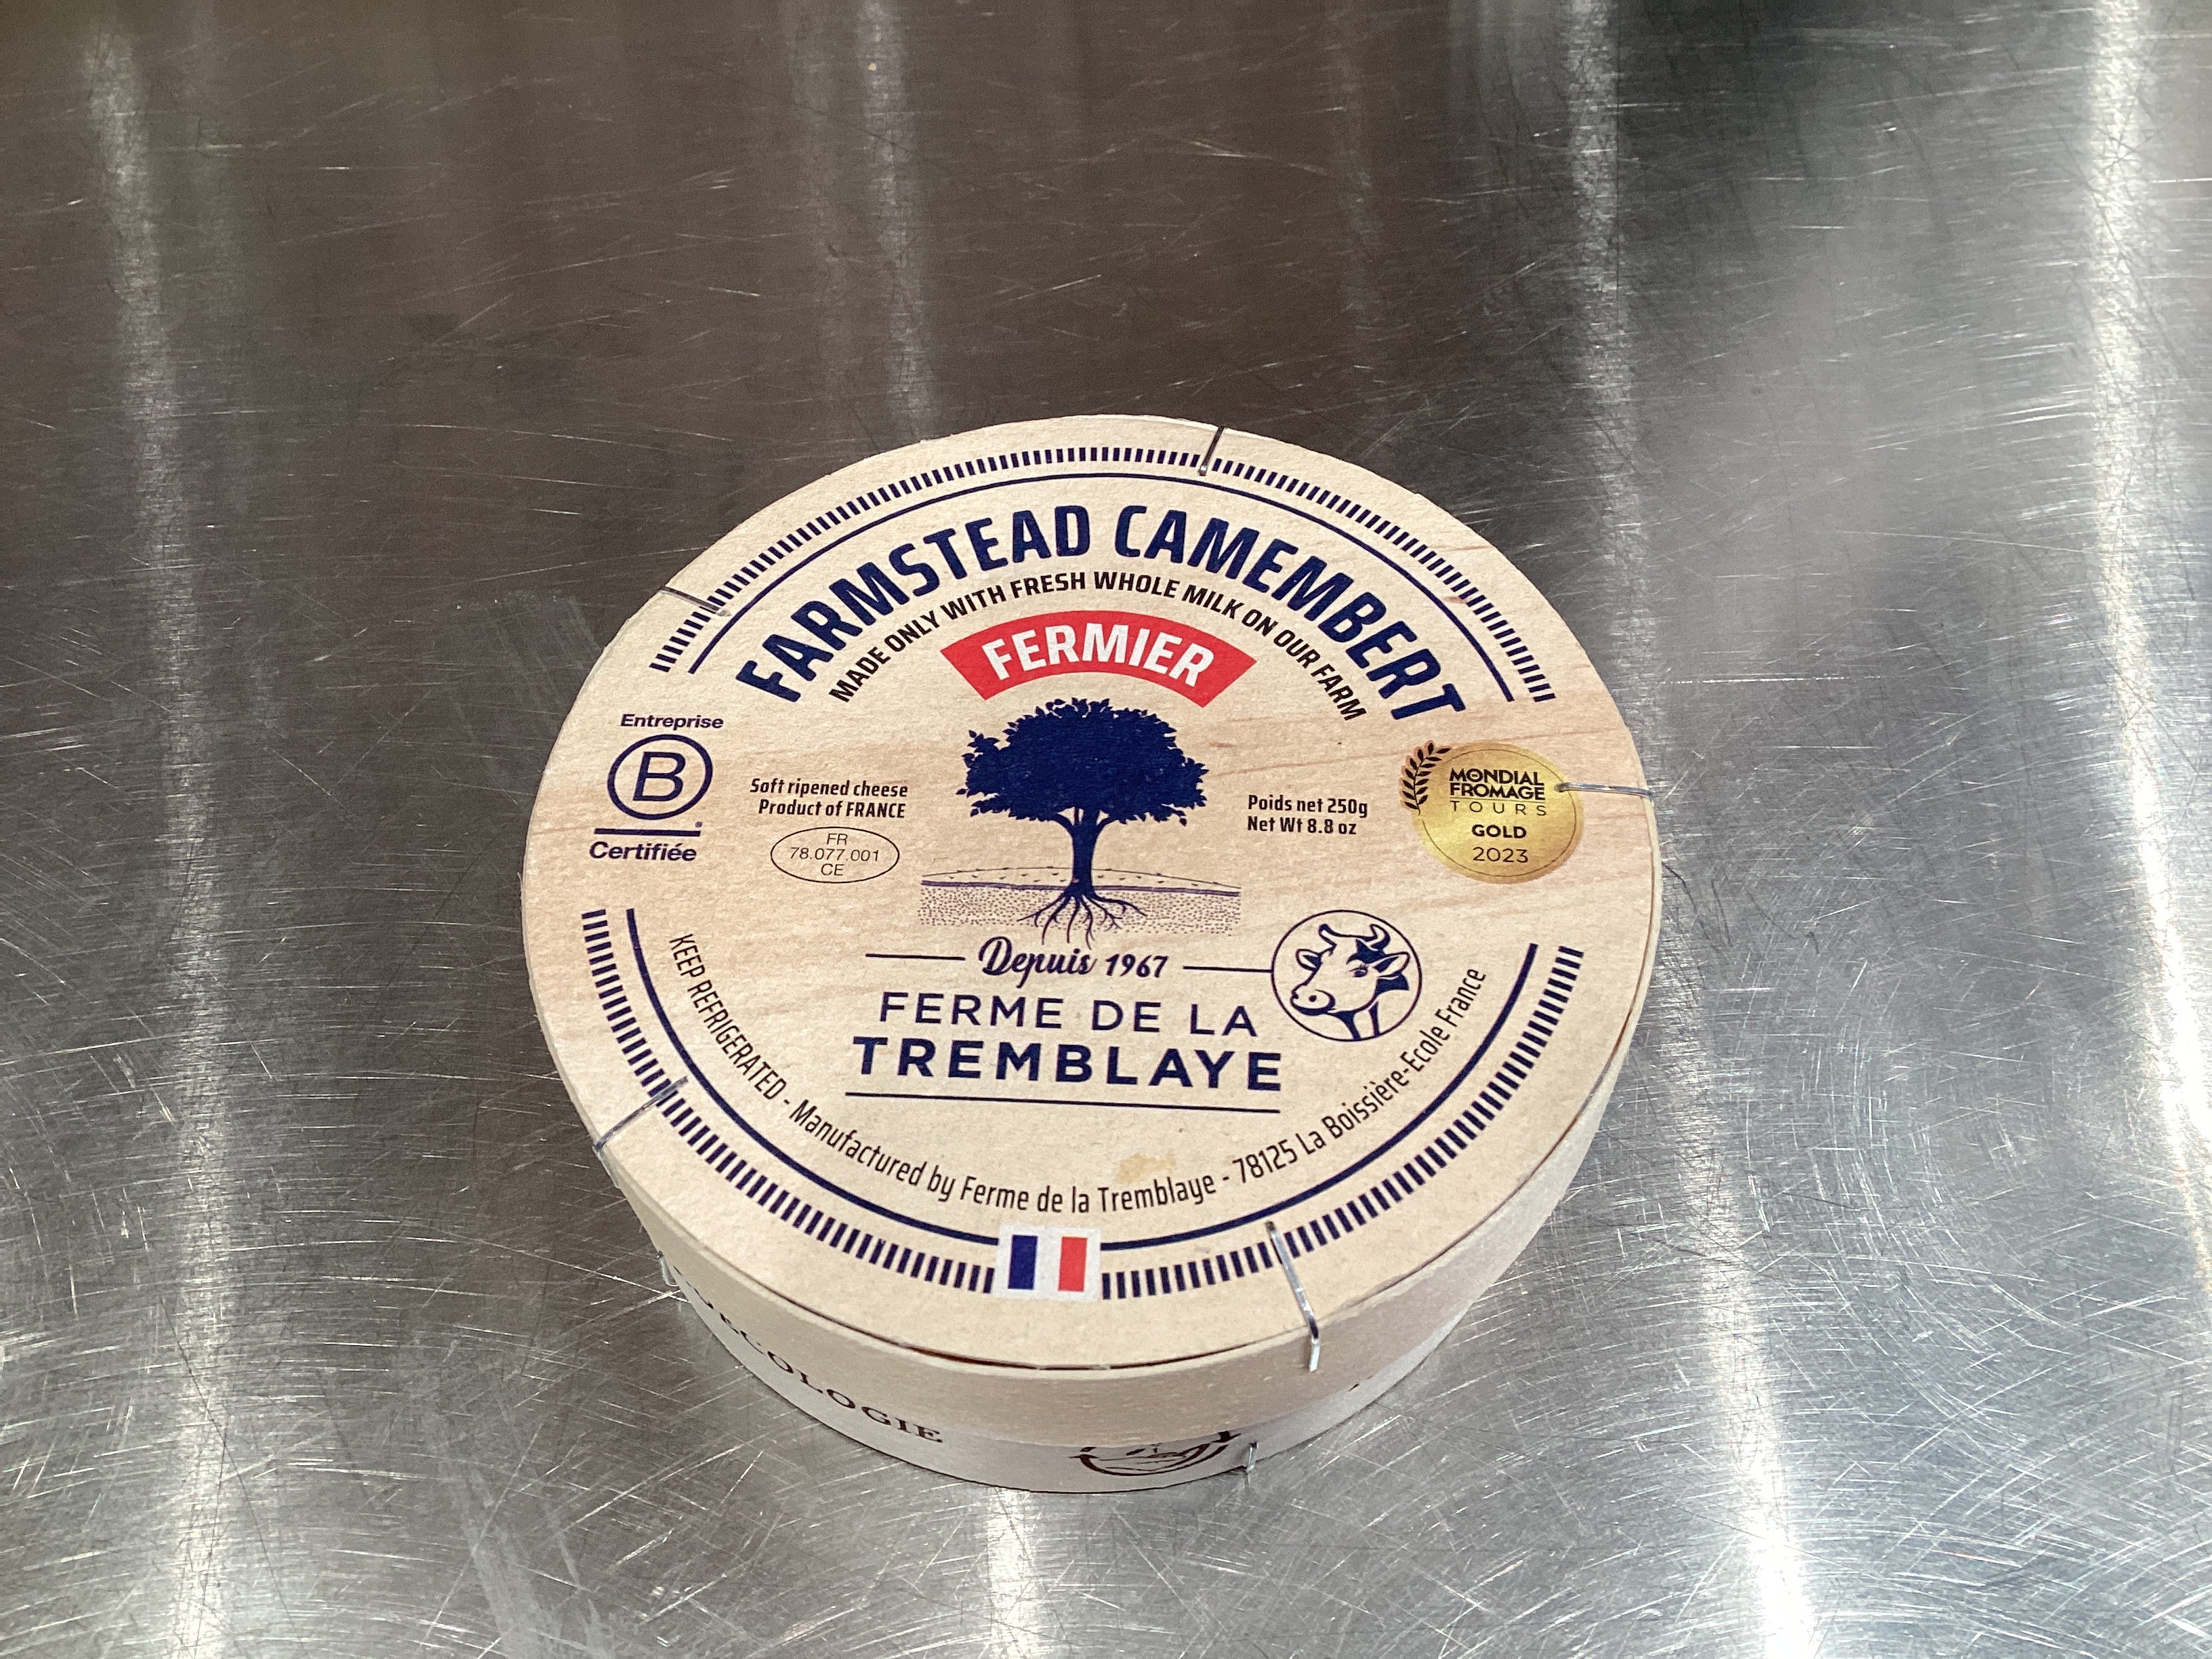 FARMSTEAD CAMEMBERT
MADE ONLY WITH FRESH WHOLE MILK ON OUR FARM
FERMIER
Entreprise
B
Certifiée
Soft ripened cheese
Product of FRANCE
FR
78.077.001
CE
Poids net 250g
Net Wt 8.8 oz
MONDIAL
FROMAGE
TOURS
GOLD
2023
Depuis 1967
FERME DE LA
TREMBLAYE
KEEP REFRIGERATED - Manufactured by Ferme de la Tremblaye - 78125 La Boissière-Ecole France